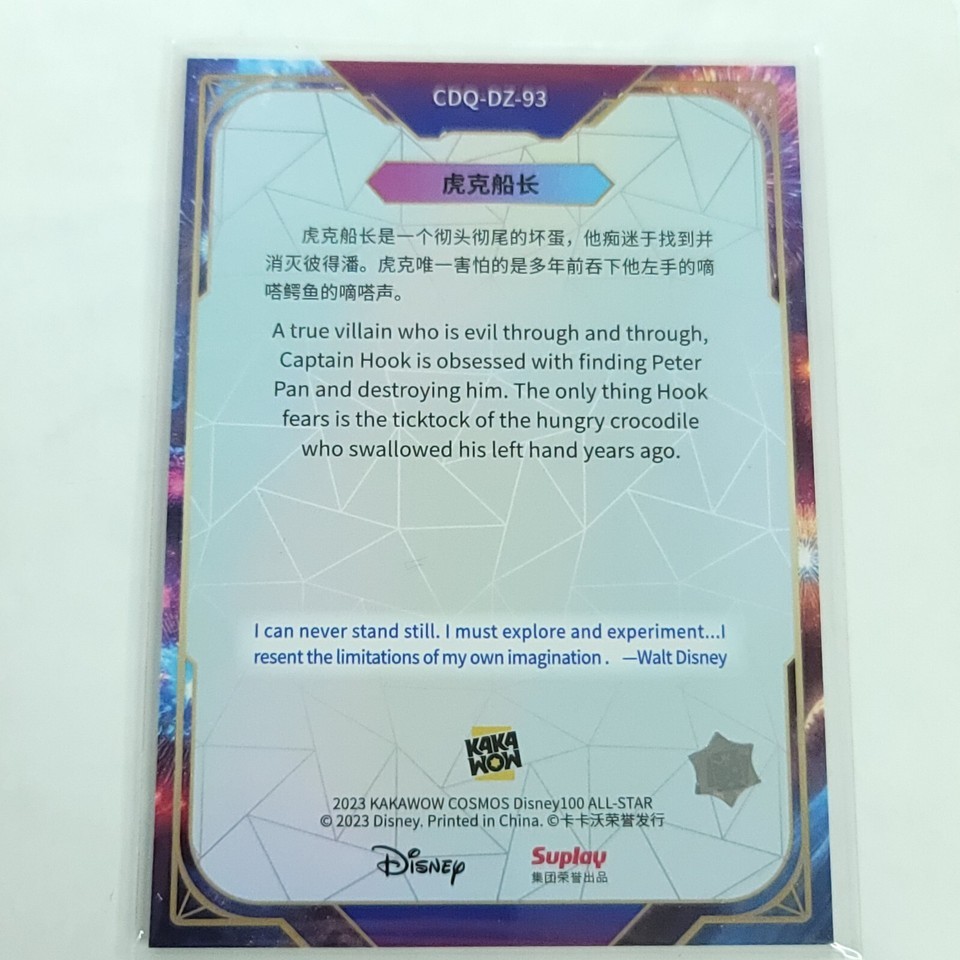 CDQ-DZ-93
虎克船长
虎克船长是一个彻头彻尾的坏蛋，他痴迷于找到并
消灭彼得潘。虎克唯一害怕的是多年前吞下他左手的嘀
嗒鳄鱼的嘀嗒声。
A true villain who is evil through and through,
Captain Hook is obsessed with finding Peter
Pan and destroying him. The only thing Hook
fears is the ticktock of the hungry crocodile
who swallowed his left hand years ago.
I can never stand still. I must explore and experiment...I
resent the limitations of my own imagination. —Walt Disney
KAKA
WOW
2023 KAKAWOW COSMOS Disney100 ALL-STAR
© 2023 Disney. Printed in China. ©卡卡沃荣誉发行
Disney
Suplay
集团荣誉出品